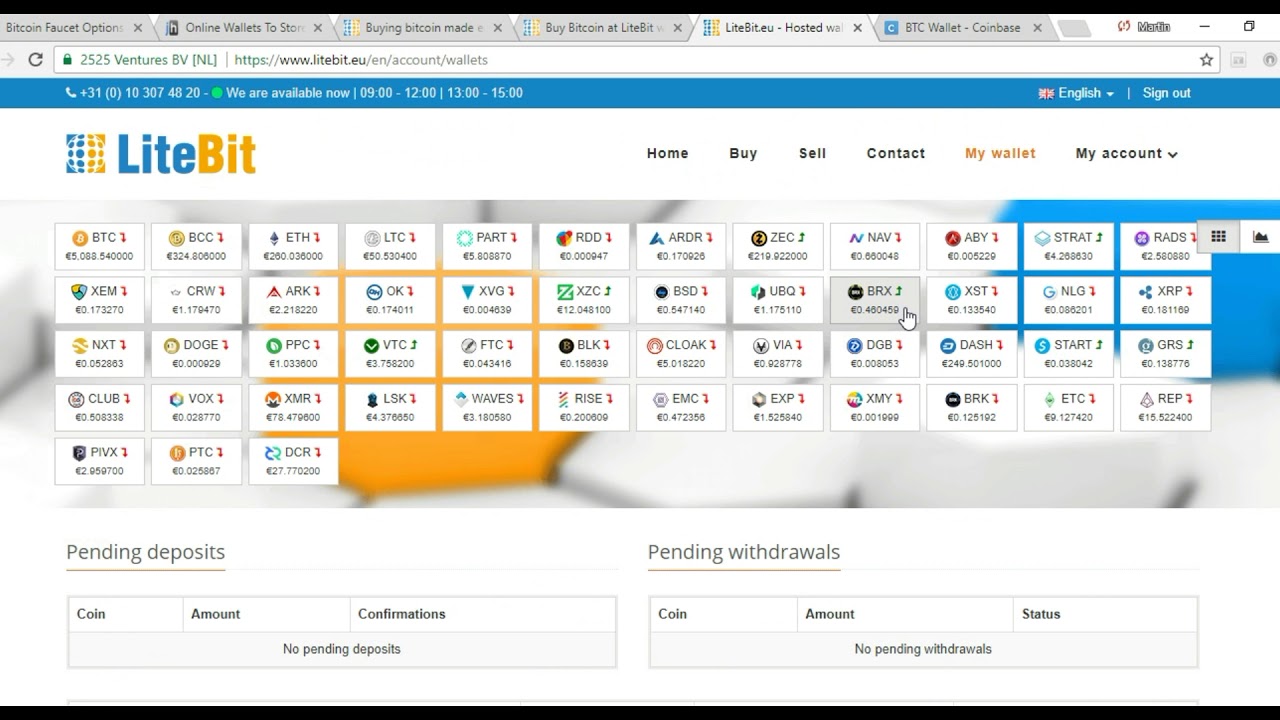 Bitcoin Faucet Options
Online Wallets To Store
Buying bitcoin made e
Buy Bitcoin at LiteBit w
LiteBit.eu - Hosted wal
BTC Wallet - Coinbase
Martin
2525 Ventures BV [NL] https://www.litebit.eu/en/account/wallets
+31 (0) 10 307 48 20 - We are available now | 09:00 - 12:00 | 13:00 - 15:00
English | Sign out
LiteBit
Home Buy Sell Contact My wallet My account
BTC BCC ETH LTC PART RDD ARDR ZEC NAV ABY STRAT RADS
€5,088.540000 €324.806000 €260.036000 €50.530400 €5.808870 €0.000947 €0.170926 €219.922000 €0.660048 €0.005229 €4.268630 €2.580880
XEM CRW ARK OK XVG XZC BSD UBQ BRX XST NLG XRP
€0.173270 €1.179470 €2.218220 €0.174011 €0.004639 €12.048100 €0.547140 €1.175110 €0.460459 €0.133540 €0.086201 €0.181169
NXT DOGE PPC VTC FTC BLK CLOAK VIA DGB DASH START GRS
€0.052863 €0.000929 €1.033600 €3.758200 €0.043416 €0.158639 €5.018220 €0.928778 €0.008053 €249.501000 €0.038042 €0.138776
CLUB VOX XMR LSK WAVES RISE EMC EXP XMY BRK ETC REP
€0.508338 €0.028770 €78.479600 €4.376650 €3.180580 €0.200609 €0.472356 €1.525840 €0.001999 €0.125192 €9.127420 €15.522400
PIVX PTC DCR
€2.959700 €0.025867 €27.770200
Pending deposits Pending withdrawals
Coin Amount Confirmations Coin Amount Status
No pending deposits No pending withdrawals